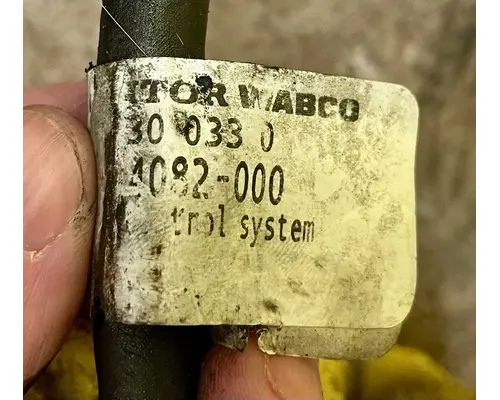 ITOR WABCO
30 033 0
4082-000
trol system